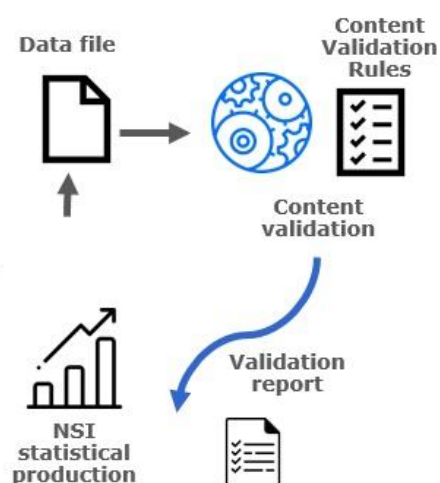 Data file
Content
Validation
Rules
Content
validation
Validation
report
NSI
statistical
production